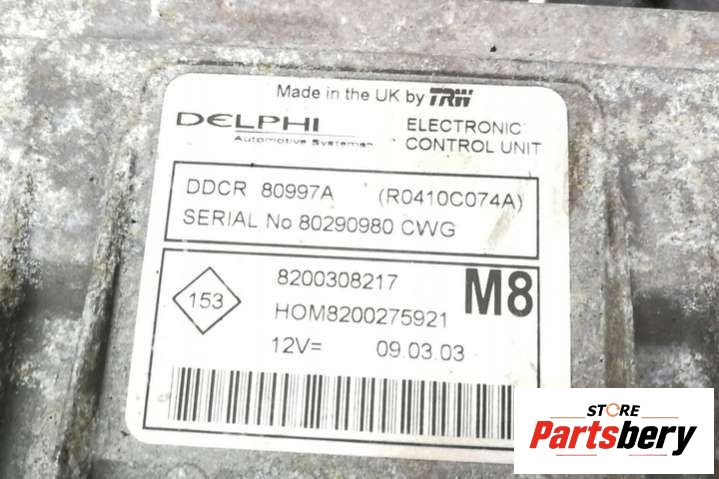 Made in the UK by TRW
DELPHI
Automotive Systems
ELECTRONIC
CONTROL UNIT
DDCR 80997A (R0410C074A)
SERIAL No 80290980 CWG
153
8200308217
M8
HOM8200275921
12V= 09.03.03
STORE
Partsbery